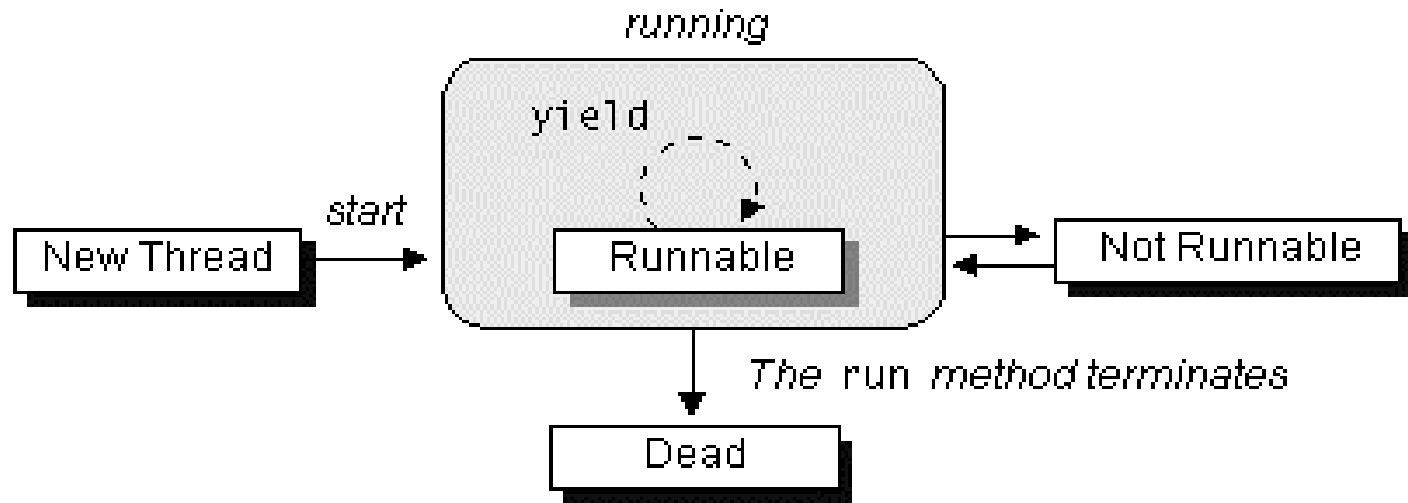 running
yield
start
New Thread
Runnable
Not Runnable
The run method terminates
Dead